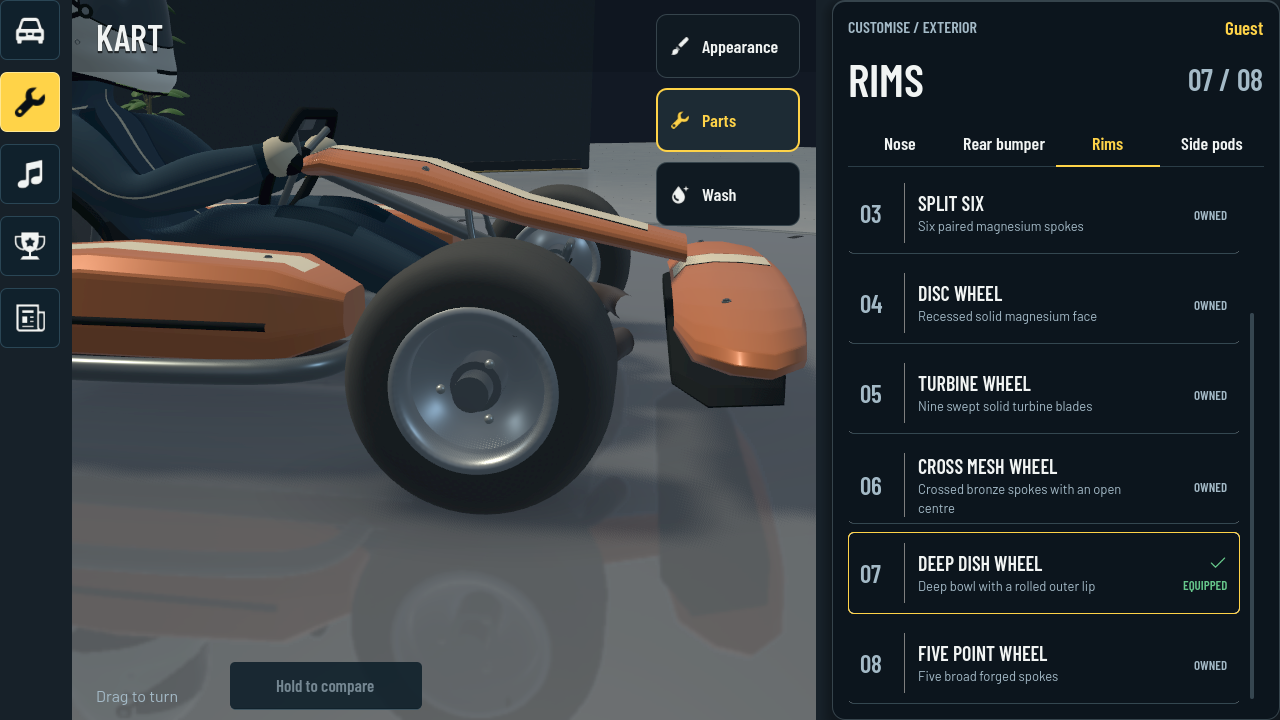 KART
Appearance
Parts
Wash
Drag to turn
Hold to compare
CUSTOMISE / EXTERIOR
Guest
RIMS
07 / 08
Nose
Rear bumper
Rims
Side pods
03
SPLIT SIX
Six paired magnesium spokes
OWNED
04
DISC WHEEL
Recessed solid magnesium face
OWNED
05
TURBINE WHEEL
Nine swept solid turbine blades
OWNED
06
CROSS MESH WHEEL
Crossed bronze spokes with an open
centre
OWNED
07
DEEP DISH WHEEL
Deep bowl with a rolled outer lip
EQUIPPED
08
FIVE POINT WHEEL
Five broad forged spokes
OWNED